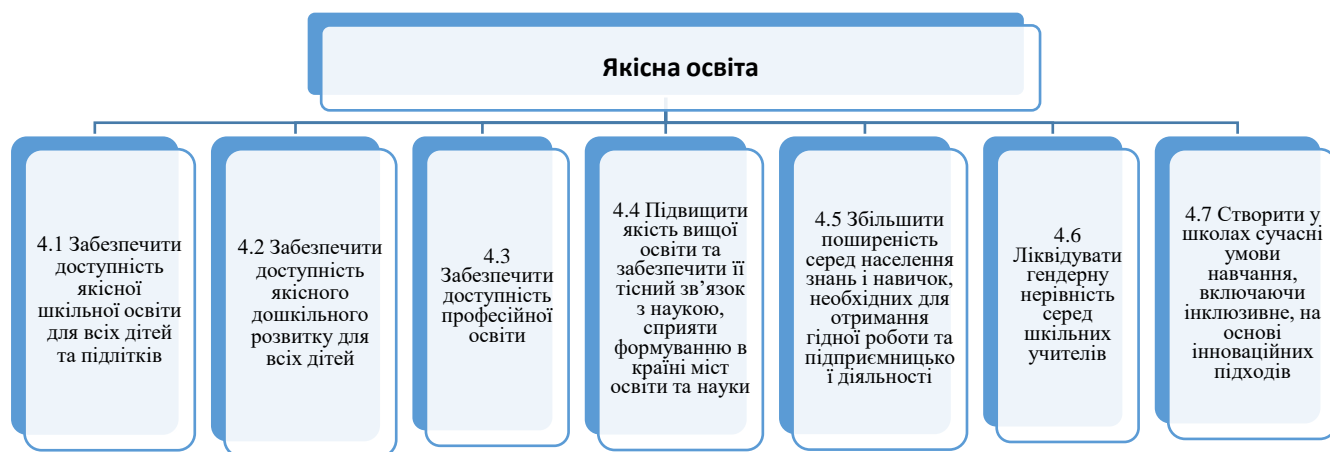 Якісна освіта
4.1 Забезпечити
доступність
якісної
шкільної освіти
для всіх дітей
та підлітків
4.2 Забезпечити
доступність
якісного
дошкільного
розвитку для
всіх дітей
4.3
Забезпечити
доступність
професійної
освіти
4.4 Підвищити
якість вищої
освіти та
забезпечити її
тісний зв’язок
з наукою,
сприяти
формуванню в
країні міст
освіти та науки
4.5 Збільшити
поширеність
серед населення
знань і навичок,
необхідних для
отримання
гідної роботи та
підприємницько
ї діяльності
4.6
Ліквідувати
гендерну
нерівність
серед
шкільних
учителів
4.7 Створити у
школах сучасні
умови
навчання,
включаючи
інклюзивне, на
основі
інноваційних
підходів